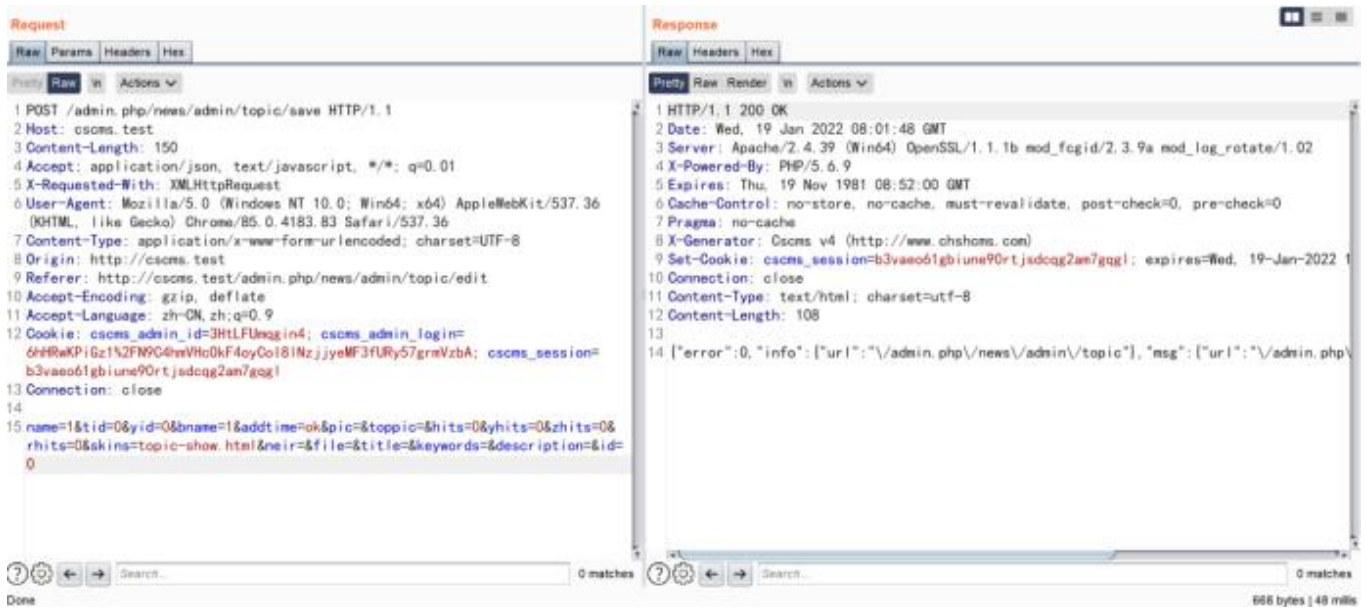 Request
Raw Params Headers Hex
Pretty Raw \n Actions
1 POST /admin.php/news/admin/topic/save HTTP/1.1
2 Host: cscms.test
3 Content-Length: 150
4 Accept: application/json, text/javascript, */*; q=0.01
5 X-Requested-With: XMLHttpRequest
6 User-Agent: Mozilla/5.0 (Windows NT 10.0; Win64; x64) AppleWebKit/537.36
(KHTML, like Gecko) Chrome/85.0.4183.83 Safari/537.36
7 Content-Type: application/x-www-form-urlencoded; charset=UTF-8
8 Origin: http://cscms.test
9 Referer: http://cscms.test/admin.php/news/admin/topic/edit
10 Accept-Encoding: gzip, deflate
11 Accept-Language: zh-CN,zh;q=0.9
12 Cookie: cscms_admin_id=3HtLFUmqgin4; cscms_admin_login=
cscms_session=
b3vaeo61gbiune90rtjsdcqg2am7gqgl
13 Connection: close
14
15 name=1&tid=0&yid=0&bname=1&addtime=ok&pic=&toppic=&hits=0&yhits=0&zhits=0&
rhits=0&skins=topic-show.html&neir=&file=&title=&keywords=&description=&id=
0
Search...
0 matches
Done
Response
Raw Headers Hex
Pretty Raw Render \n Actions
1 HTTP/1.1 200 OK
2 Date: Wed, 19 Jan 2022 08:01:48 GMT
3 Server: Apache/2.4.39 (Win64) OpenSSL/1.1.1b mod_fcgid/2.3.9a mod_log_rotate/1.02
4 X-Powered-By: PHP/5.6.9
5 Expires: Thu, 19 Nov 1981 08:52:00 GMT
6 Cache-Control: no-store, no-cache, must-revalidate, post-check=0, pre-check=0
7 Pragma: no-cache
8 X-Generator: Cscms v4 (http://www.chshcms.com)
9 Set-Cookie: cscms_session=b3vaeo61gbiune90rtjsdcqg2am7gqgl; expires=Wed, 19-Jan-2022 1
10 Connection: close
11 Content-Type: text/html; charset=utf-8
12 Content-Length: 108
13
14 {"error":0,"info":{"url":"\/admin.php\/news\/admin\/topic"},"msg":{"url":"\/admin.php\
Search...
0 matches
666 bytes | 48 millis